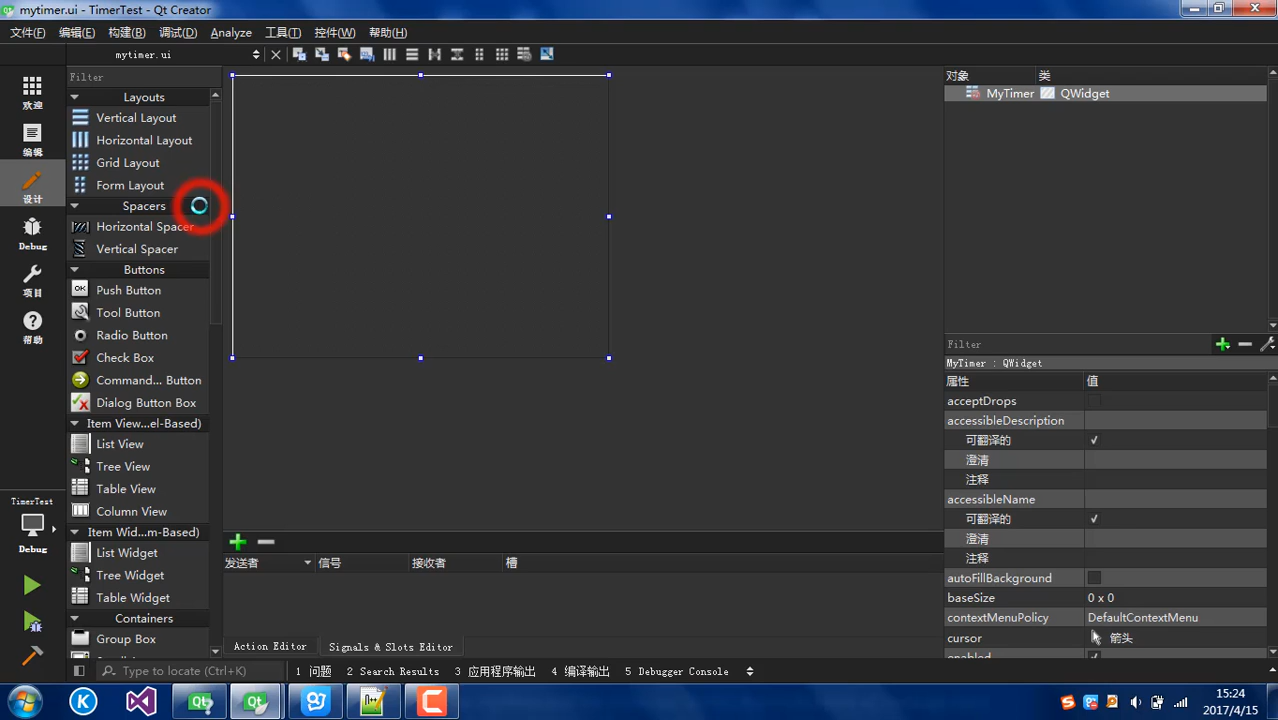 mytimer.ui - TimerTest - Qt Creator
文件(F) 编辑(E) 构建(B) 调试(D) Analyze 工具(T) 控件(W) 帮助(H)
mytimer.ui
欢迎
编辑
设计
Debug
项目
帮助
TimerTest
Debug
Filter
Layouts
Vertical Layout
Horizontal Layout
Grid Layout
Form Layout
Spacers
Horizontal Spacer
Vertical Spacer
Buttons
OK Push Button
Tool Button
Radio Button
Check Box
Command... Button
Dialog Button Box
Item View...el-Based)
List View
Tree View
Table View
Column View
Item Wid...m-Based)
List Widget
Tree Widget
Table Widget
Containers
Group Box
发送者 信号 接收者 槽
Action Editor Signals & Slots Editor
对象 类
MyTimer QWidget
Filter
MyTimer : QWidget
属性 值
acceptDrops
accessibleDescription
可翻译的
澄清
注释
accessibleName
可翻译的
澄清
注释
autoFillBackground
baseSize 0 x 0
contextMenuPolicy DefaultContextMenu
cursor 箭头
enabled
Type to locate (Ctrl+K) 1 问题 2 Search Results 3 应用程序输出 4 编译输出 5 Debugger Console
15:24
2017/4/15